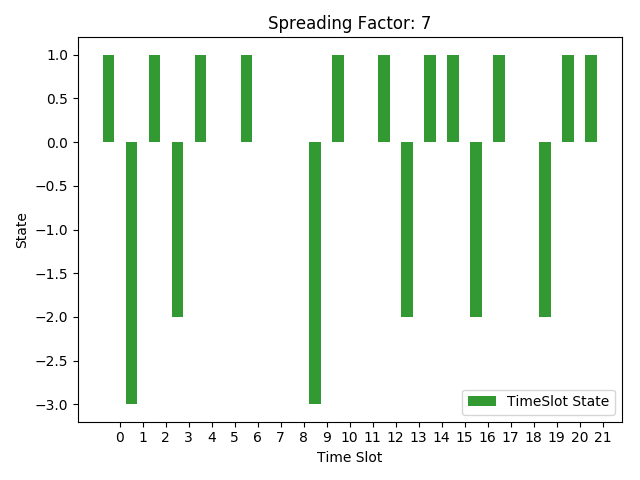 Spreading Factor: 7
1.0
0.5
0.0
−0.5
−1.0
−1.5
−2.0
−2.5
−3.0
State
TimeSlot State
0 1 2 3 4 5 6 7 8 9 10 11 12 13 14 15 16 17 18 19 20 21
Time Slot